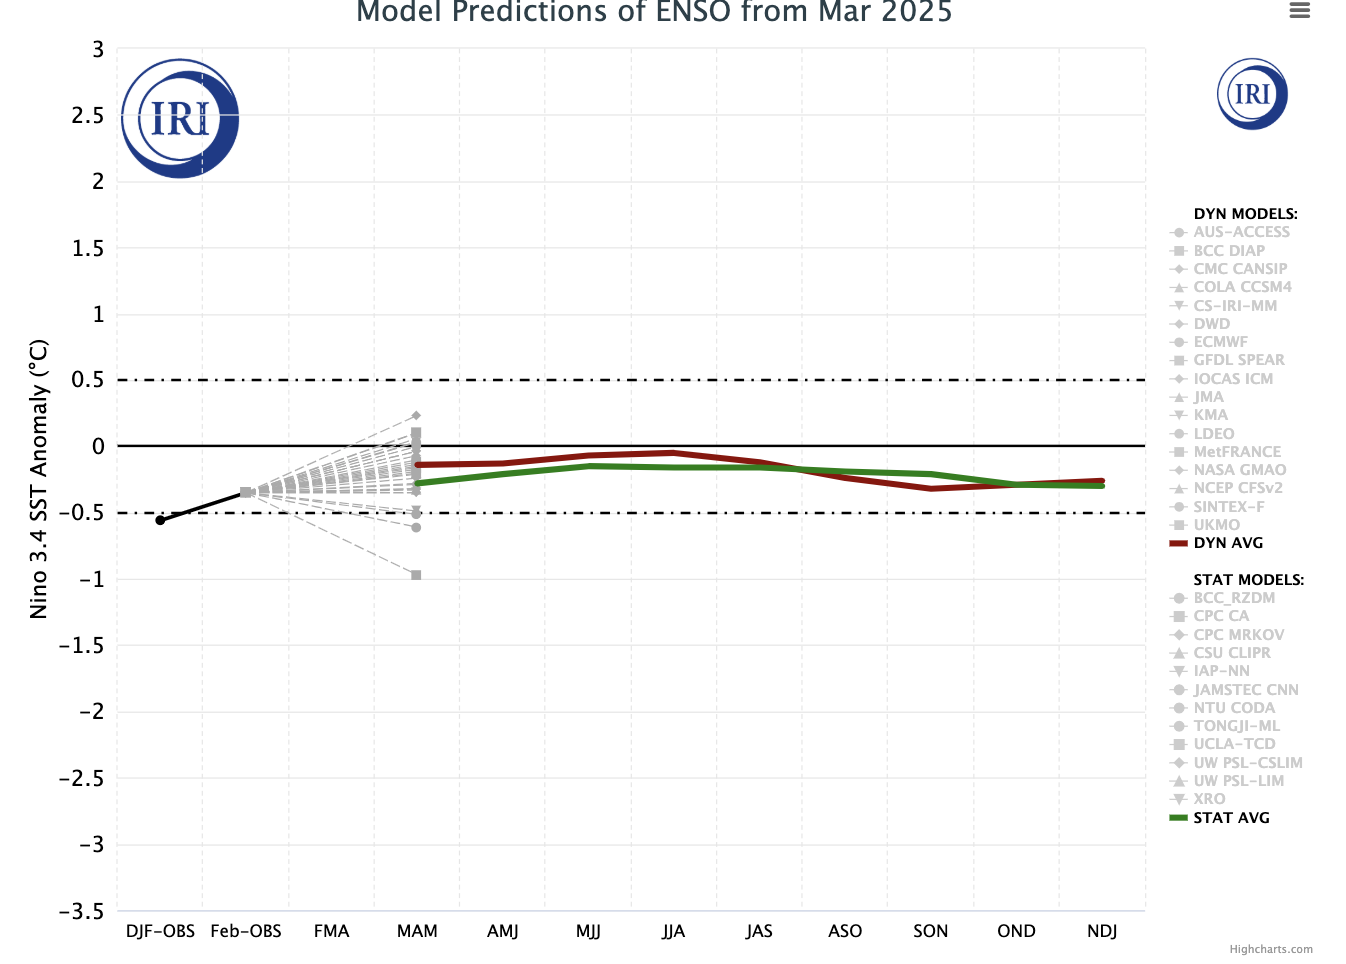 Model Predictions of ENSO from Mar 2025
IRI
IRI
Nino 3.4 SST Anomaly (°C)
3
2.5
2
1.5
1
0.5
0
−0.5
−1
−1.5
−2
−2.5
−3
−3.5
DJF-OBS Feb-OBS FMA MAM AMJ MJJ JJA JAS ASO SON OND NDJ
DYN MODELS:
AUS-ACCESS
BCC DIAP
CMC CANSIP
COLA CCSM4
CS-IRI-MM
DWD
ECMWF
GFDL SPEAR
IOCAS ICM
JMA
KMA
LDEO
MetFRANCE
NASA GMAO
NCEP CFSv2
SINTEX-F
UKMO
DYN AVG
STAT MODELS:
BCC_RZDM
CPC CA
CPC MRKOV
CSU CLIPR
IAP-NN
JAMSTEC CNN
NTU CODA
TONGJI-ML
UCLA-TCD
UW PSL-CSLIM
UW PSL-LIM
XRO
STAT AVG
Highcharts.com